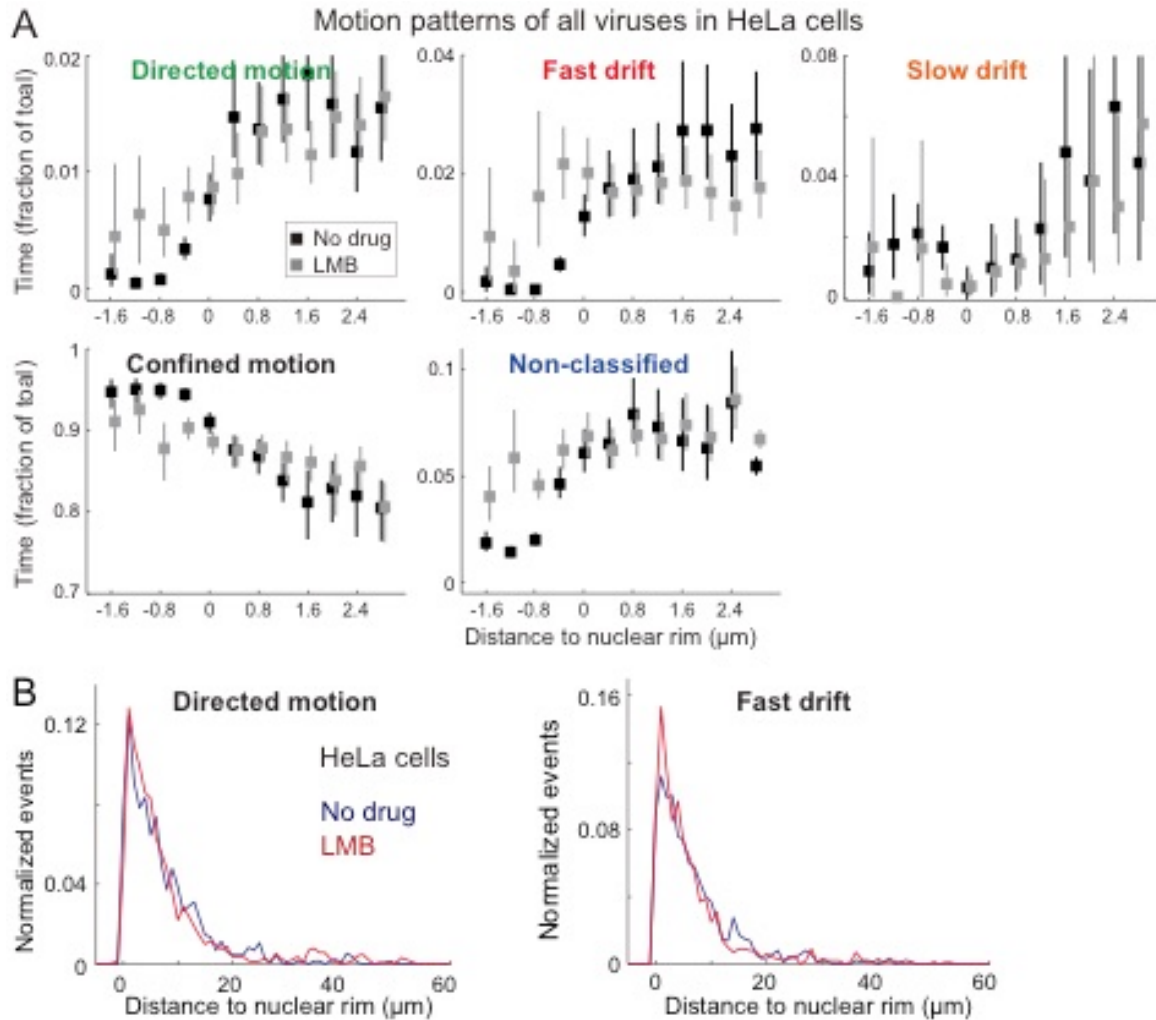 A
Motion patterns of all viruses in HeLa cells
Time (fraction of toal)
0.02
0.01
0
Directed motion
No drug
LMB
-1.6 -0.8 0 0.8 1.6 2.4
0.04
0.02
0
Fast drift
-1.6 -0.8 0 0.8 1.6 2.4
0.08
0.04
0
Slow drift
-1.6 -0.8 0 0.8 1.6 2.4
Time (fraction of toal)
1
0.9
0.8
0.7
Confined motion
-1.6 -0.8 0 0.8 1.6 2.4
0.1
0.05
0
Non-classified
-1.6 -0.8 0 0.8 1.6 2.4
Distance to nuclear rim (µm)
B
Normalized events
0.12
0.04
0
Directed motion
HeLa cells
No drug
LMB
0 20 40 60
Distance to nuclear rim (µm)
Normalized events
0.16
0.08
0
Fast drift
0 20 40 60
Distance to nuclear rim (µm)